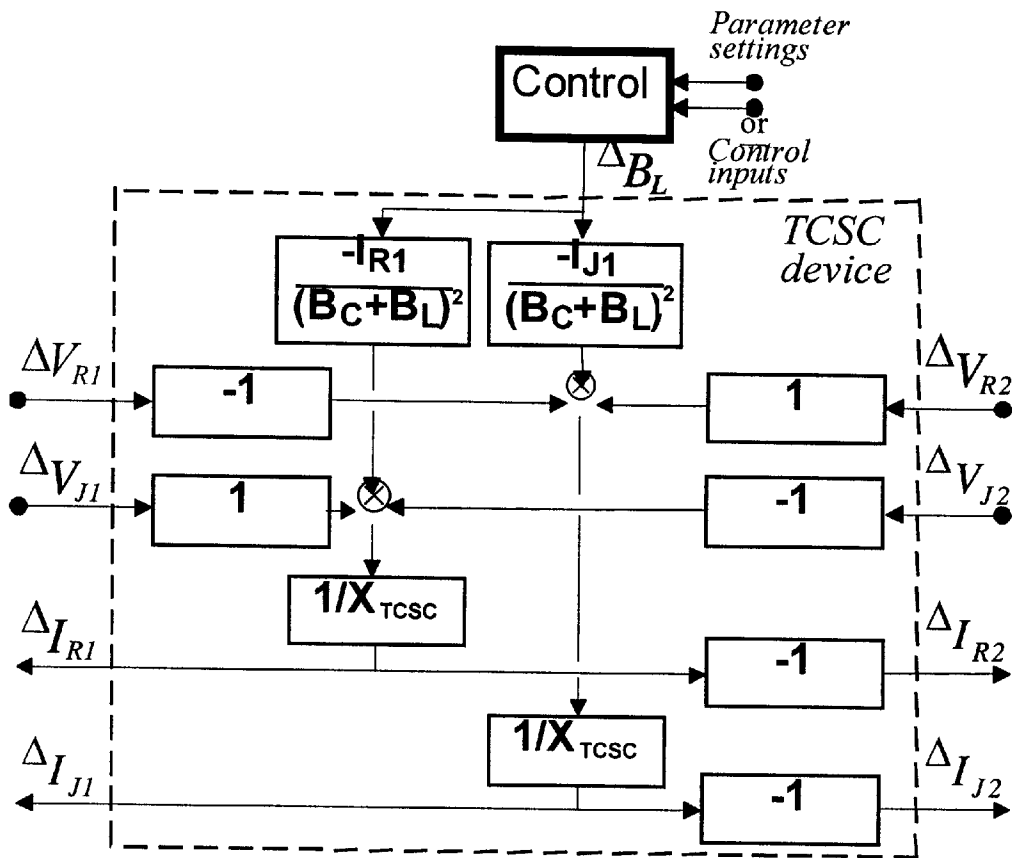 Parameter
settings
Control
or
Control
inputs
ΔB_L
TCSC
device
-I_R1
(B_C+B_L)²
-I_J1
(B_C+B_L)²
ΔV_R1
-1
1
ΔV_R2
ΔV_J1
1
-1
ΔV_J2
1/X_TCSC
ΔI_R1
-1
ΔI_R2
1/X_TCSC
ΔI_J1
-1
ΔI_J2